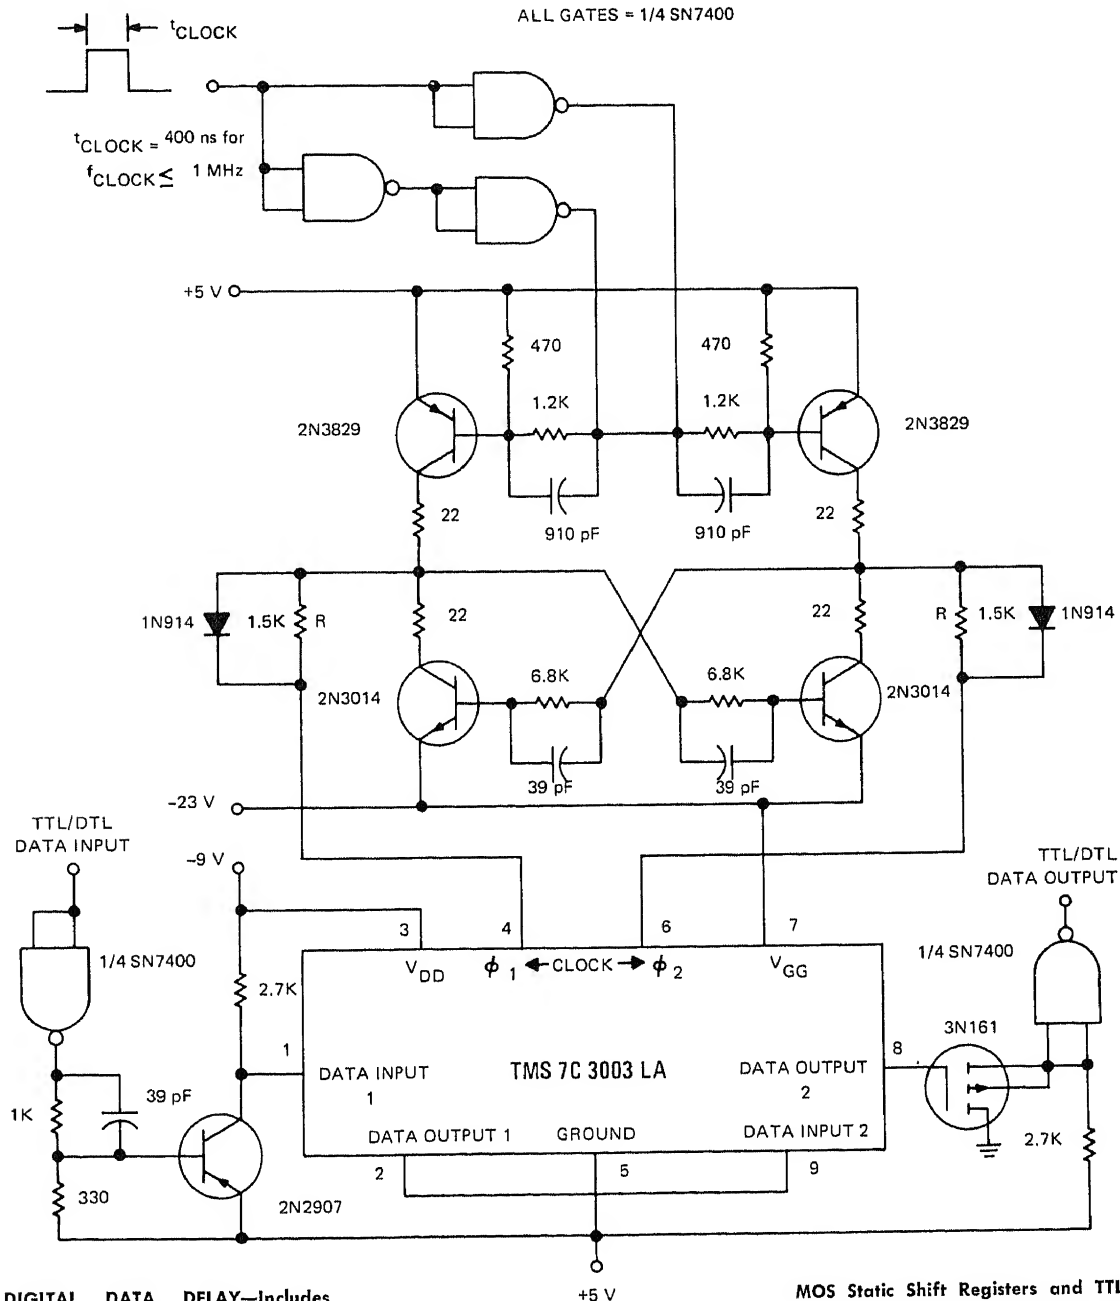 ALL GATES = 1/4 SN7400
tCLOCK
tCLOCK = 400 ns for
fCLOCK ≤ 1 MHz
+5 V
470
470
1.2K
1.2K
2N3829
2N3829
910 pF
910 pF
22
22
1N914
1.5K
R
22
22
R
1.5K
1N914
6.8K
6.8K
2N3014
2N3014
39 pF
39 pF
-23 V
TTL/DTL
DATA INPUT
-9 V
TTL/DTL
DATA OUTPUT
3
4
6
7
1/4 SN7400
VDD
ϕ1
CLOCK
ϕ2
VGG
1/4 SN7400
2.7K
3N161
1
8
DATA INPUT
1
TMS 7C 3003 LA
DATA OUTPUT
2
39 pF
1K
DATA OUTPUT 1
GROUND
DATA INPUT 2
2.7K
2
5
9
330
2N2907
+5 V
DIGITAL DATA DELAY—Includes
MOS Static Shift Registers and TTL